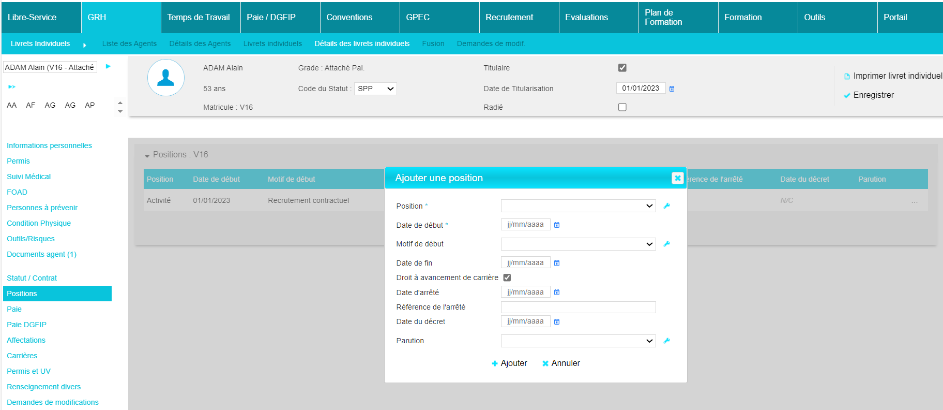 Libre-Service GRH Temps de Travail Paie / DGFIP Conventions GPEC Recrutement Evaluations Plan de Formation Formation Outils Portail
Livrets Individuels Liste des Agents Détails des Agents Livrets individuels Détails des livrets individuels Fusion Demandes de modif.
ADAM Alain (V16 - Attaché
AA AF AG AG AP
ADAM Alain Grade : Attaché Pal. Titulaire
53 ans Code du Statut : SPP Date de Titularisation 01/01/2023
Matricule : V16 Radié
Imprimer livret individuel
Enregistrer
Informations personnelles
Permis
Suivi Médical
FOAD
Personnes à prévenir
Condition Physique
Outils/Risques
Documents agent (1)
Statut / Contrat
Positions
Paie
Paie DGFIP
Affectations
Carrières
Permis et UV
Renseignement divers
Demandes de modifications
Positions V16
Position Date de début Motif de début rence de l'arrêté Date du décret Parution
Activité 01/01/2023 Recrutement contractuel N/C ...
Ajouter une position
Position *
Date de début * jj/mm/aaaa
Motif de début
Date de fin jj/mm/aaaa
Droit à avancement de carrière
Date d'arrêté jj/mm/aaaa
Référence de l'arrêté
Date du décret jj/mm/aaaa
Parution
Ajouter Annuler